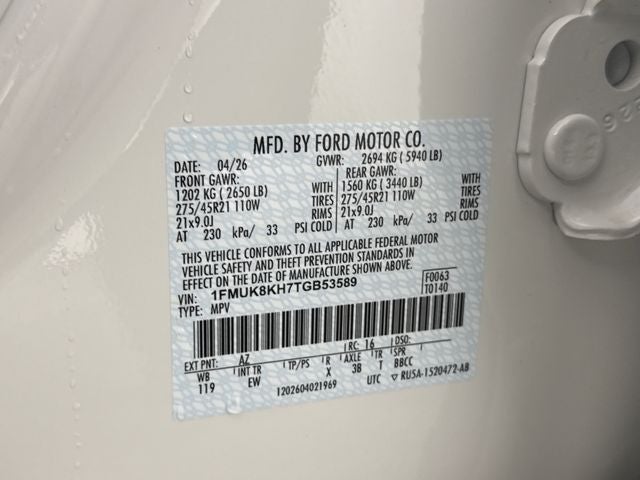 MFD. BY FORD MOTOR CO.
DATE: 04/26 GVWR: 2694 KG ( 5940 LB)
FRONT GAWR: REAR GAWR:
1202 KG ( 2650 LB) WITH 1560 KG ( 3440 LB) WITH
275/45R21 110W TIRES 275/45R21 110W TIRES
21x9.0J RIMS 21x9.0J RIMS
AT 230 kPa/ 33 PSI COLD AT 230 kPa/ 33 PSI COLD
THIS VEHICLE CONFORMS TO ALL APPLICABLE FEDERAL MOTOR
VEHICLE SAFETY AND THEFT PREVENTION STANDARDS IN EFFECT
ON THE DATE OF MANUFACTURE SHOWN ABOVE.
VIN: 1FMUK8KH7TGB53589 F0063
TYPE: MPV T0140
EXT PNT: AZ RC: 16 DSO:
WB INT TR TP/PS R AXLE TR SPR
119 EW X 3B T BBCC
1202604021969 UTC ▽ RU5A-1520472-AB